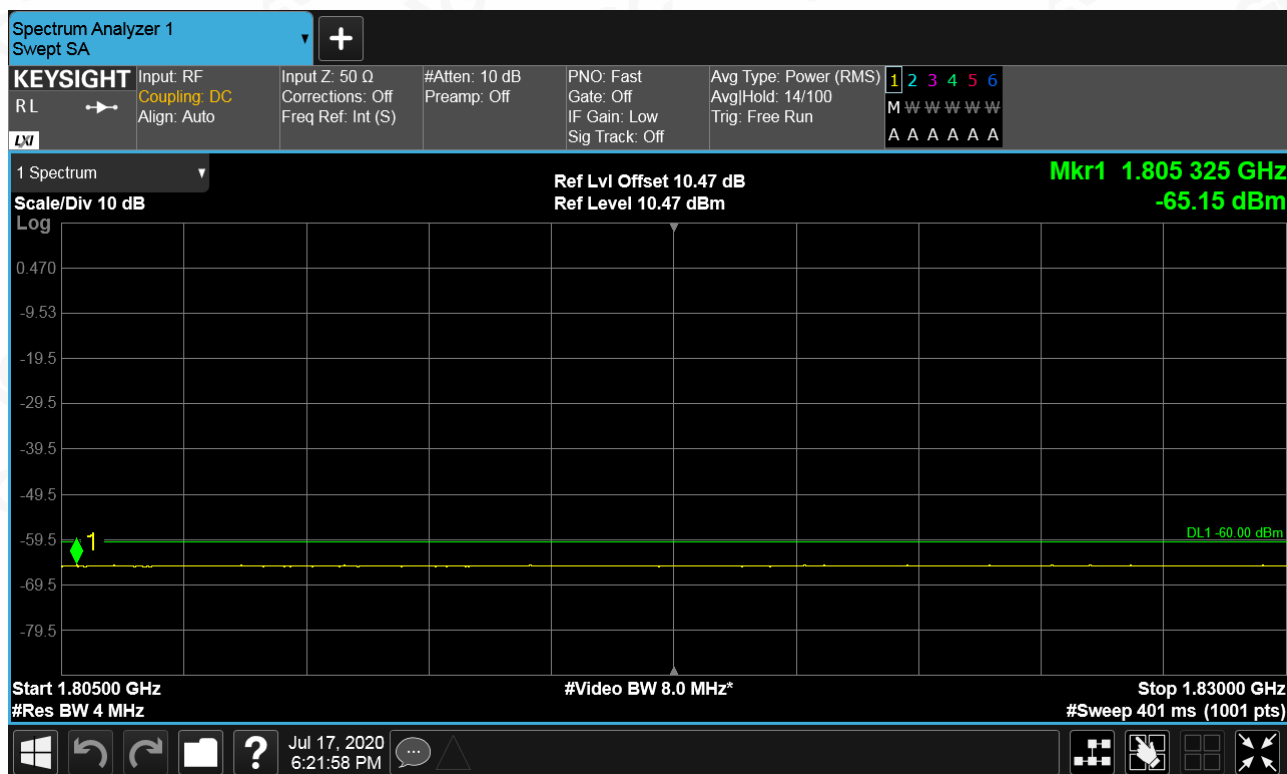 Spectrum Analyzer 1
Swept SA
+
KEYSIGHT
R L
LXI
Input: RF
Coupling: DC
Align: Auto
Input Z: 50 Ω
Corrections: Off
Freq Ref: Int (S)
#Atten: 10 dB
Preamp: Off
PNO: Fast
Gate: Off
IF Gain: Low
Sig Track: Off
Avg Type: Power (RMS)
Avg|Hold: 14/100
Trig: Free Run
1 2 3 4 5 6
M W W W W W
A A A A A A
1 Spectrum
Scale/Div 10 dB
Log
Ref Lvl Offset 10.47 dB
Ref Level 10.47 dBm
Mkr1 1.805 325 GHz
-65.15 dBm
0.470
-9.53
-19.5
-29.5
-39.5
-49.5
-59.5
-69.5
-79.5
1
DL1 -60.00 dBm
Start 1.80500 GHz
#Res BW 4 MHz
#Video BW 8.0 MHz*
Stop 1.83000 GHz
#Sweep 401 ms (1001 pts)
?
Jul 17, 2020
6:21:58 PM
...